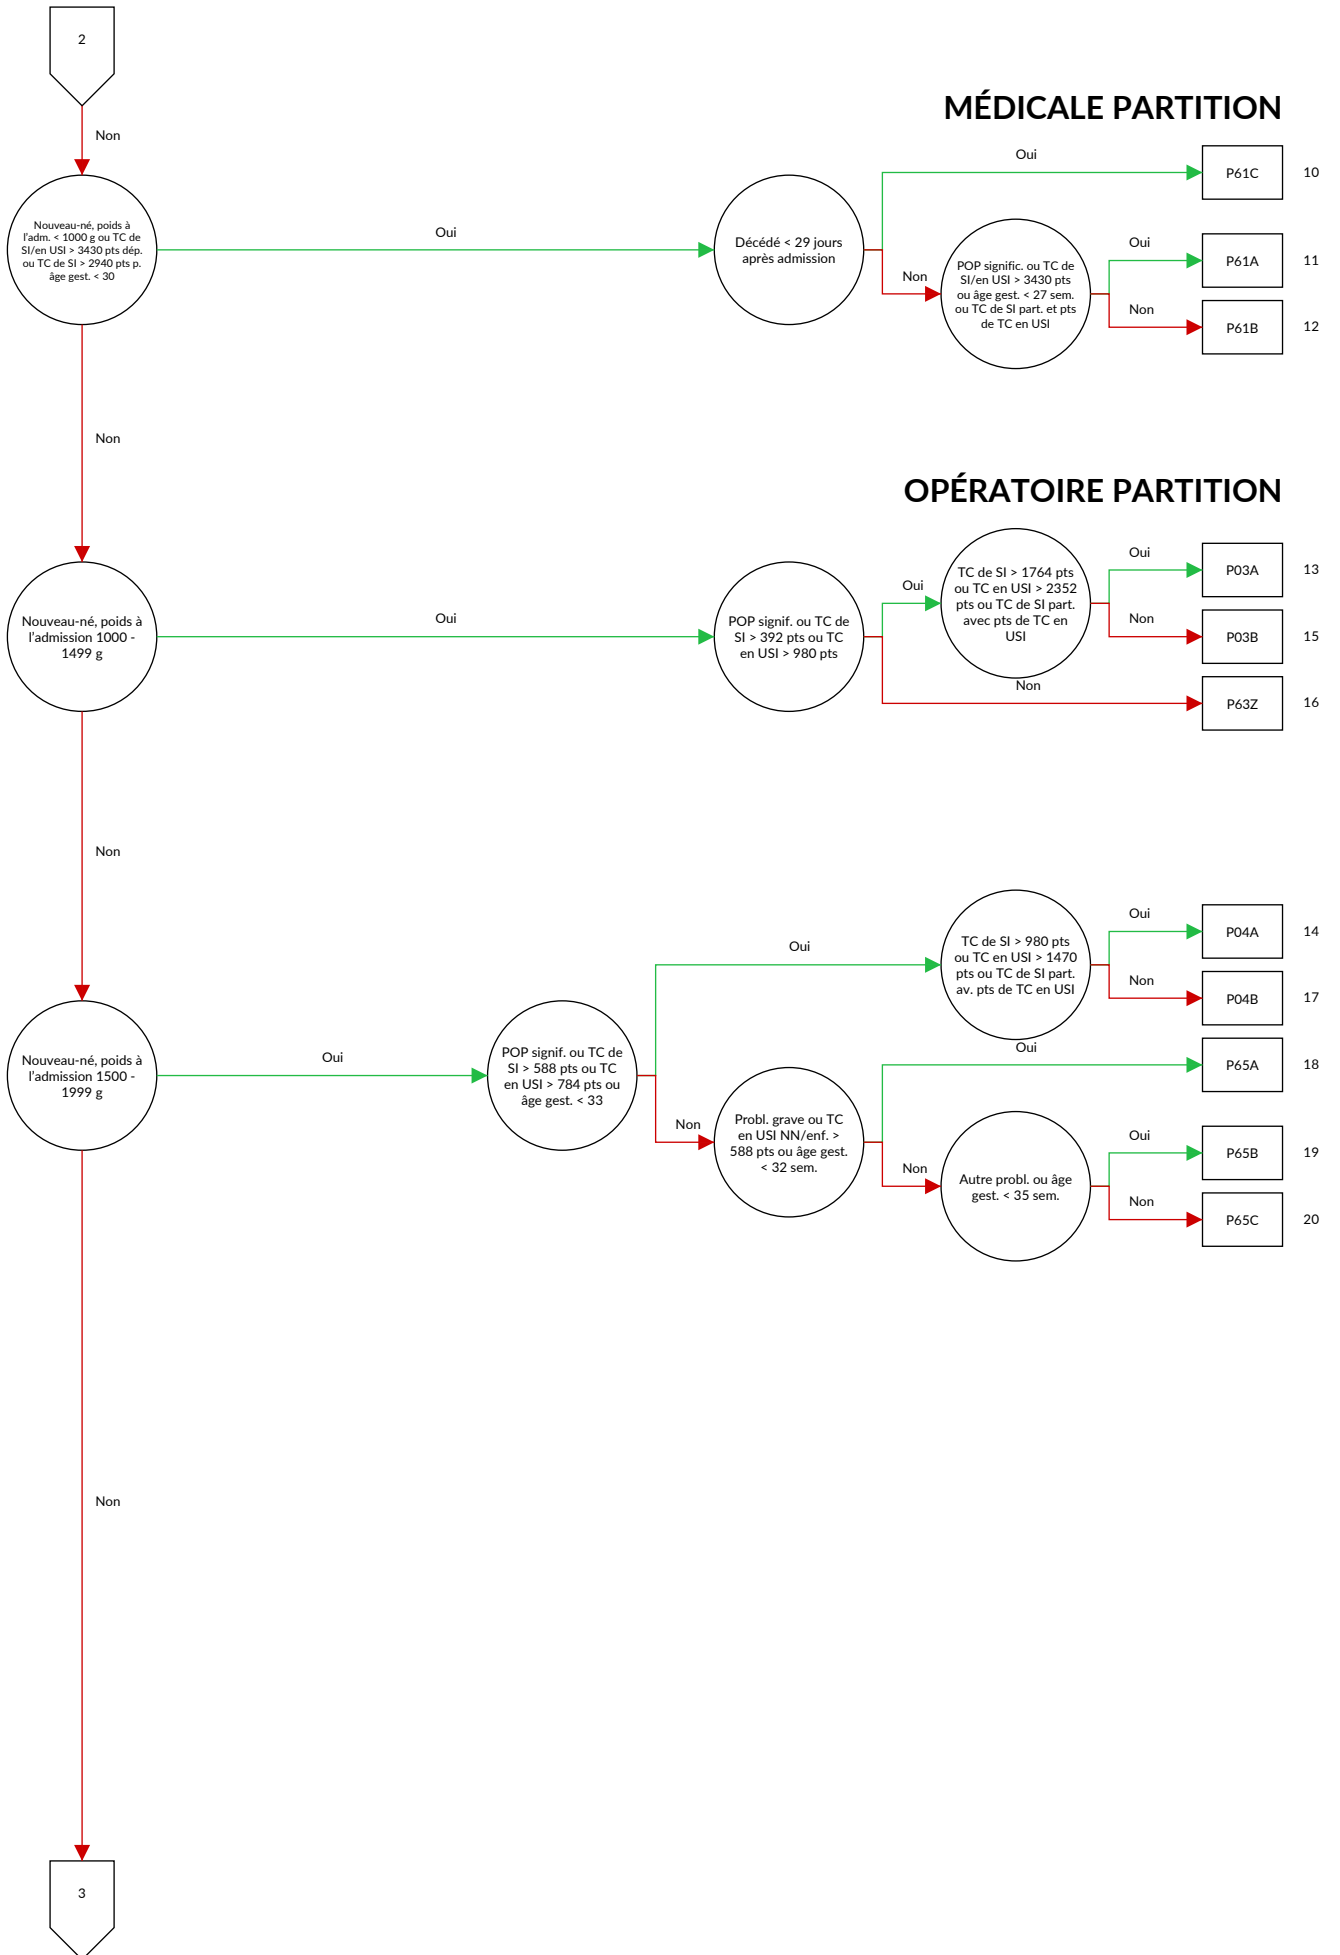 2
Non
MÉDICALE PARTITION
Nouveau-né, poids à
l'adm. < 1000 g ou TC de
SI/en USI > 3430 pts dép.
ou TC de SI > 2940 pts p.
âge gest. < 30
Oui
Décédé < 29 jours
après admission
Oui
P61C
10
Non
POP signific. ou TC de
SI/en USI > 3430 pts
ou âge gest. < 27 sem.
ou TC de SI part. et pts
de TC en USI
Oui
P61A
11
Non
P61B
12
Non
OPÉRATOIRE PARTITION
Nouveau-né, poids à
l'admission 1000 -
1499 g
Oui
POP signif. ou TC de
SI > 392 pts ou TC
en USI > 980 pts
Oui
TC de SI > 1764 pts
ou TC en USI > 2352
pts ou TC de SI part.
avec pts de TC en
USI
Oui
P03A
13
Non
P03B
15
Non
P63Z
16
Non
Nouveau-né, poids à
l'admission 1500 -
1999 g
Oui
POP signif. ou TC de
SI > 588 pts ou TC
en USI > 784 pts ou
âge gest. < 33
Oui
TC de SI > 980 pts
ou TC en USI > 1470
pts ou TC de SI part.
av. pts de TC en USI
Oui
P04A
14
Non
P04B
17
Non
Probl. grave ou TC
en USI NN/enf. >
588 pts ou âge gest.
< 32 sem.
Oui
P65A
18
Non
Autre probl. ou âge
gest. < 35 sem.
Oui
P65B
19
Non
P65C
20
Non
3